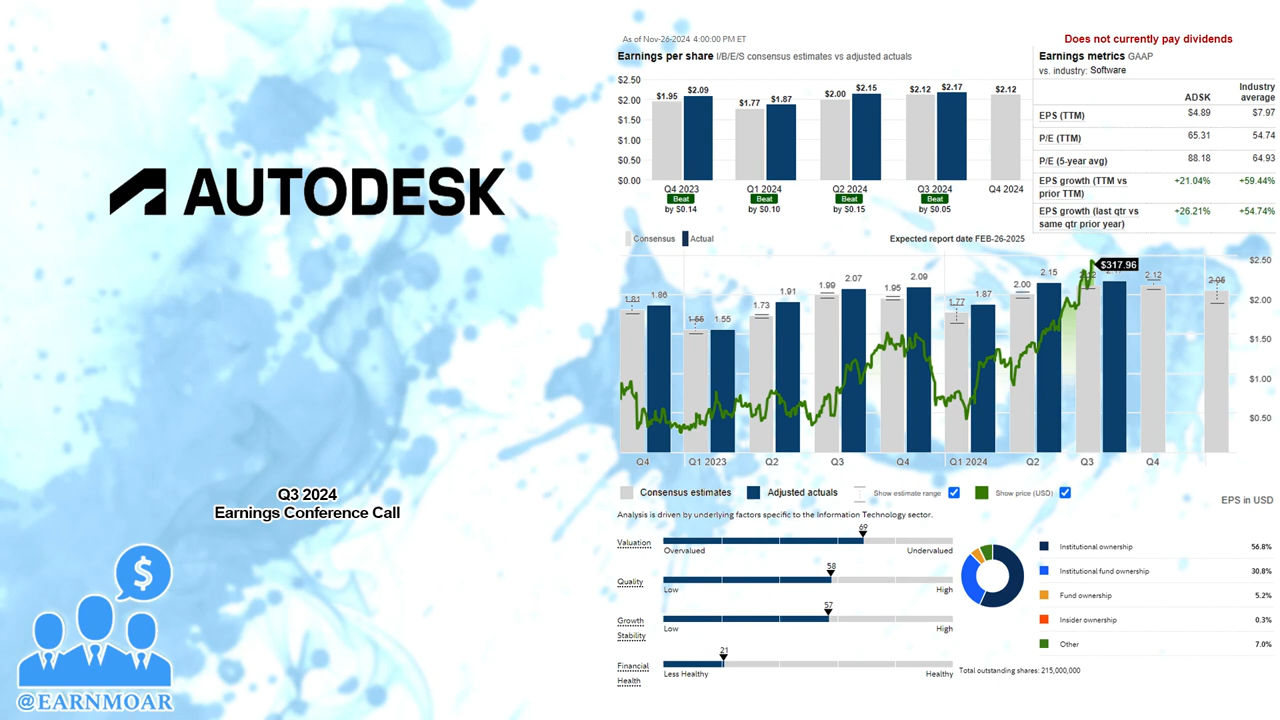 AUTODESK
Q3 2024
Earnings Conference Call
$
@EARNMOAR
As of Nov-26-2024 4:00:00 PM ET
Does not currently pay dividends
Earnings per share I/B/E/S consensus estimates vs adjusted actuals
$2.50
$2.00
$1.50
$1.00
$0.50
$0.00
$1.95 $2.09 $1.77 $1.87 $2.00 $2.15 $2.12 $2.17 $2.12
Q4 2023 Q1 2024 Q2 2024 Q3 2024 Q4 2024
Beat Beat Beat Beat
by $0.14 by $0.10 by $0.15 by $0.05
Consensus Actual
Expected report date FEB-26-2025
Earnings metrics GAAP
vs. industry: Software
ADSK Industry average
EPS (TTM) $4.89 $7.97
P/E (TTM) 65.31 54.74
P/E (5-year avg) 88.18 64.93
EPS growth (TTM vs prior TTM) +21.04% +59.44%
EPS growth (last qtr vs same qtr prior year) +26.21% +54.74%
$317.96
1.81 1.86 1.55 1.73 1.91 1.99 2.07 1.95 2.09 1.77 1.87 2.00 2.15 2.12 2.12
$2.50
$2.00
$1.50
$1.00
$0.50
Q4 Q1 2023 Q2 Q3 Q4 Q1 2024 Q2 Q3 Q4
Consensus estimates Adjusted actuals Show estimate range Show price (USD)
EPS in USD
Analysis is driven by underlying factors specific to the Information Technology sector.
69
Valuation
Overvalued Undervalued
58
Quality
Low High
57
Growth Stability
Low High
21
Financial Health
Less Healthy Healthy
Institutional ownership 56.8%
Institutional fund ownership 30.8%
Fund ownership 5.2%
Insider ownership 0.3%
Other 7.0%
Total outstanding shares: 215,000,000